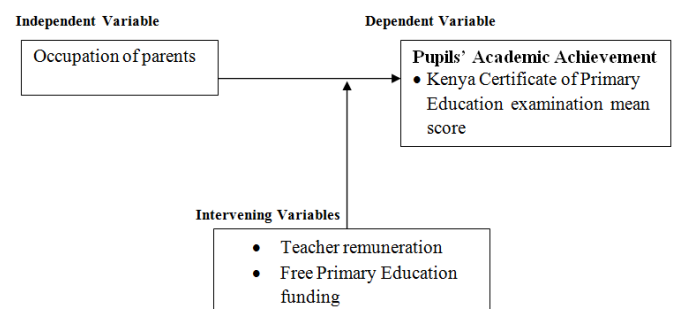 Independent Variable
Dependent Variable
Occupation of parents
Pupils’ Academic Achievement
• Kenya Certificate of Primary
Education examination mean
score
Intervening Variables
• Teacher remuneration
• Free Primary Education
funding